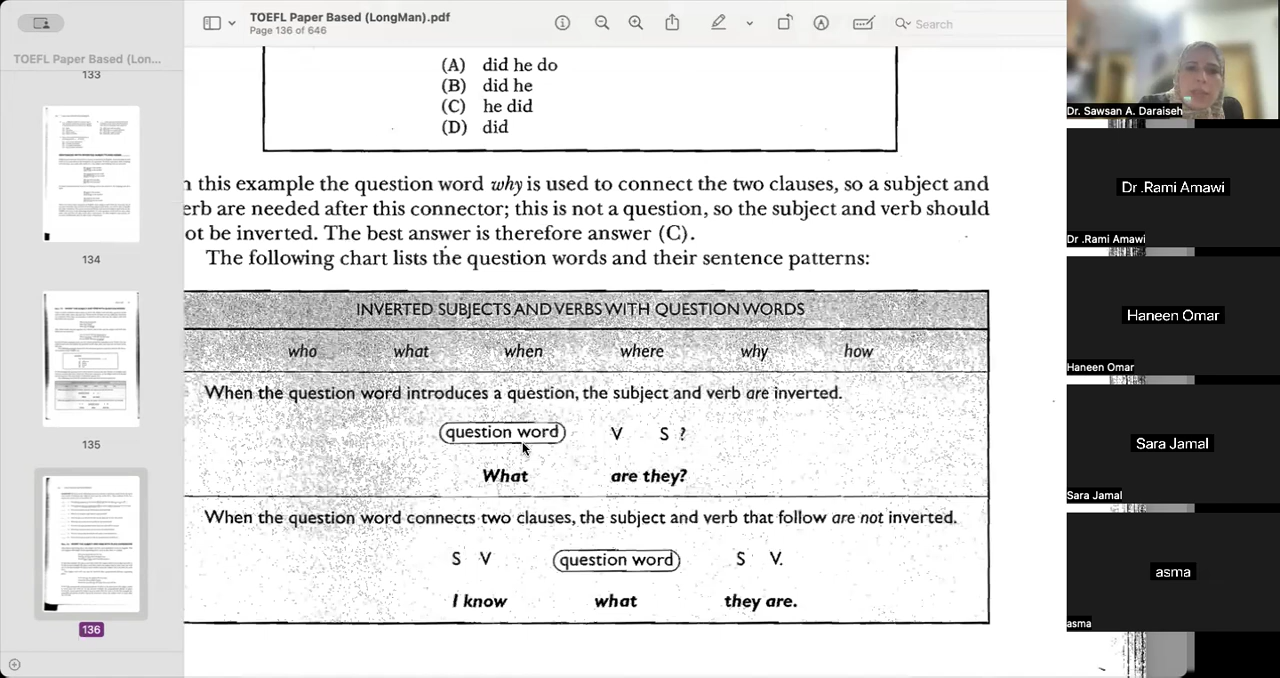 TOEFL Paper Based (LongMan).pdf
Page 136 of 646
Search
TOEFL Paper Based (Lon...
133
134
135
136
(A) did he do
(B) did he
(C) he did
(D) did
n this example the question word why is used to connect the two clauses, so a subject and
erb are needed after this connector; this is not a question, so the subject and verb should
ot be inverted. The best answer is therefore answer (C).
The following chart lists the question words and their sentence patterns:
INVERTED SUBJECTS AND VERBS WITH QUESTION WORDS
who what when where why how
When the question word introduces a question, the subject and verb are inverted.
question word V S ?
What are they?
When the question word connects two clauses, the subject and verb that follow are not inverted.
S V question word S V.
I know what they are.
Dr. Sawsan A. Daraiseh
Dr .Rami Amawi
Dr .Rami Amawi
Haneen Omar
Haneen Omar
Sara Jamal
Sara Jamal
asma
asma